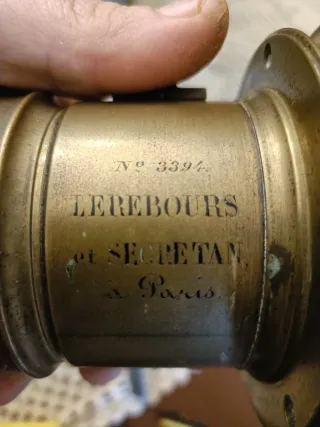 Nº 3394.
LEREBOURS
et SECRETAN,
à Paris.